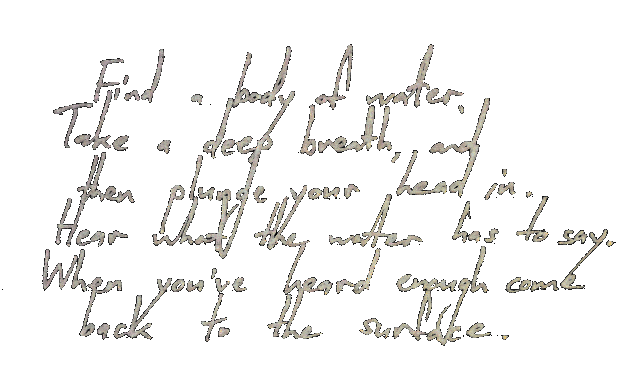 Find a body of water.
Take a deep breath, and
then plunge your head in.
Hear what the water has to say.
When you've heard enough come
back to the surface.